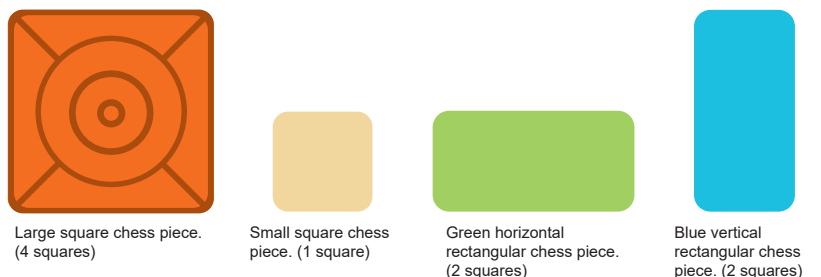 Large square chess piece.
(4 squares)
Small square chess
piece. (1 square)
Green horizontal
rectangular chess piece.
(2 squares)
Blue vertical
rectangular chess
piece. (2 squares)